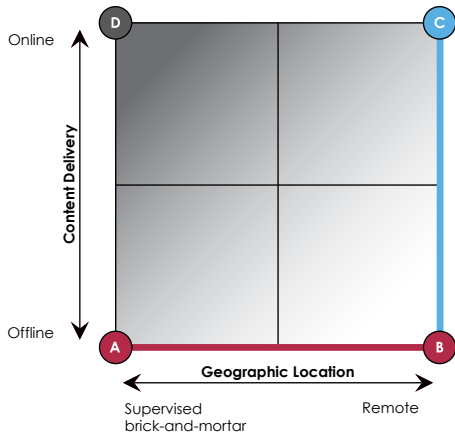 D
C
Online
Content Delivery
Offline
A
B
Geographic Location
Supervised
brick-and-mortar
Remote